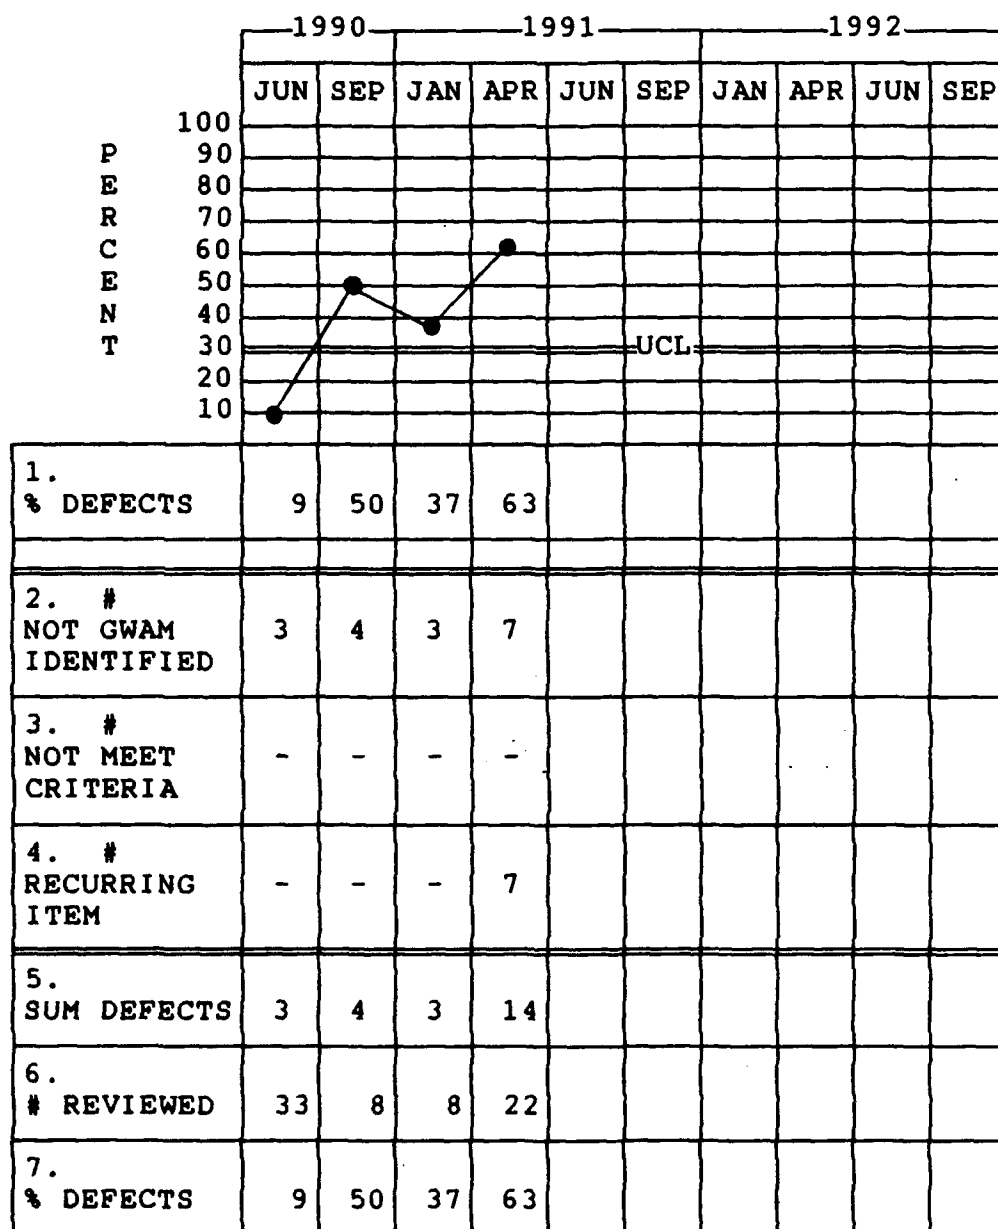 1990 1991 1992
JUN SEP JAN APR JUN SEP JAN APR JUN SEP
PERCENT
100
90
80
70
60
50
40
30 UCL
20
10
1.
% DEFECTS 9 50 37 63
2. #
NOT GWAM 3 4 3 7
IDENTIFIED
3. #
NOT MEET - - - -
CRITERIA
4. #
RECURRING - - - 7
ITEM
5.
SUM DEFECTS 3 4 3 14
6.
# REVIEWED 33 8 8 22
7.
% DEFECTS 9 50 37 63